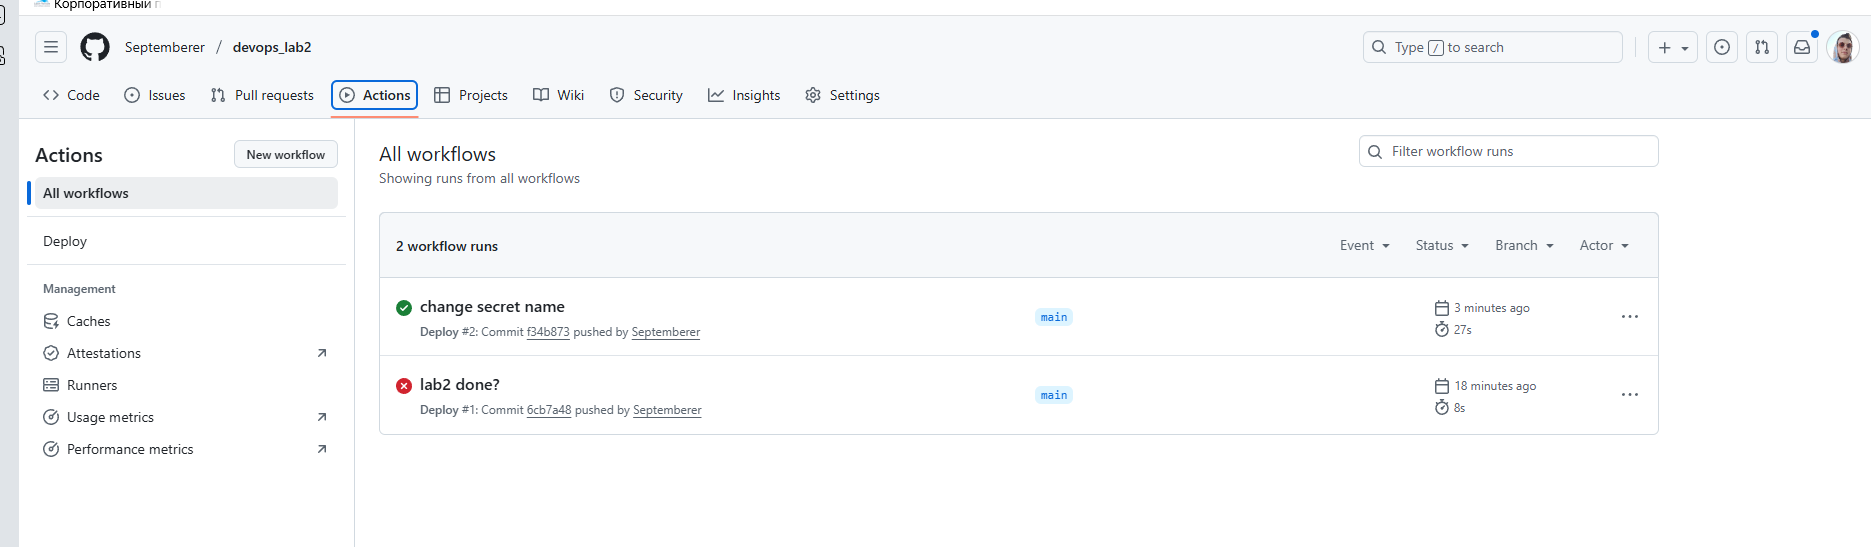 Корпоративный
Septemberer / devops_lab2
Type / to search
Code Issues Pull requests Actions Projects Wiki Security Insights Settings
Actions
New workflow
All workflows
Deploy
Management
Caches
Attestations
Runners
Usage metrics
Performance metrics
All workflows
Showing runs from all workflows
Filter workflow runs
2 workflow runs
Event Status Branch Actor
change secret name
Deploy #2: Commit f34b873 pushed by Septemberer
main
3 minutes ago
27s
lab2 done?
Deploy #1: Commit 6cb7a48 pushed by Septemberer
main
18 minutes ago
8s